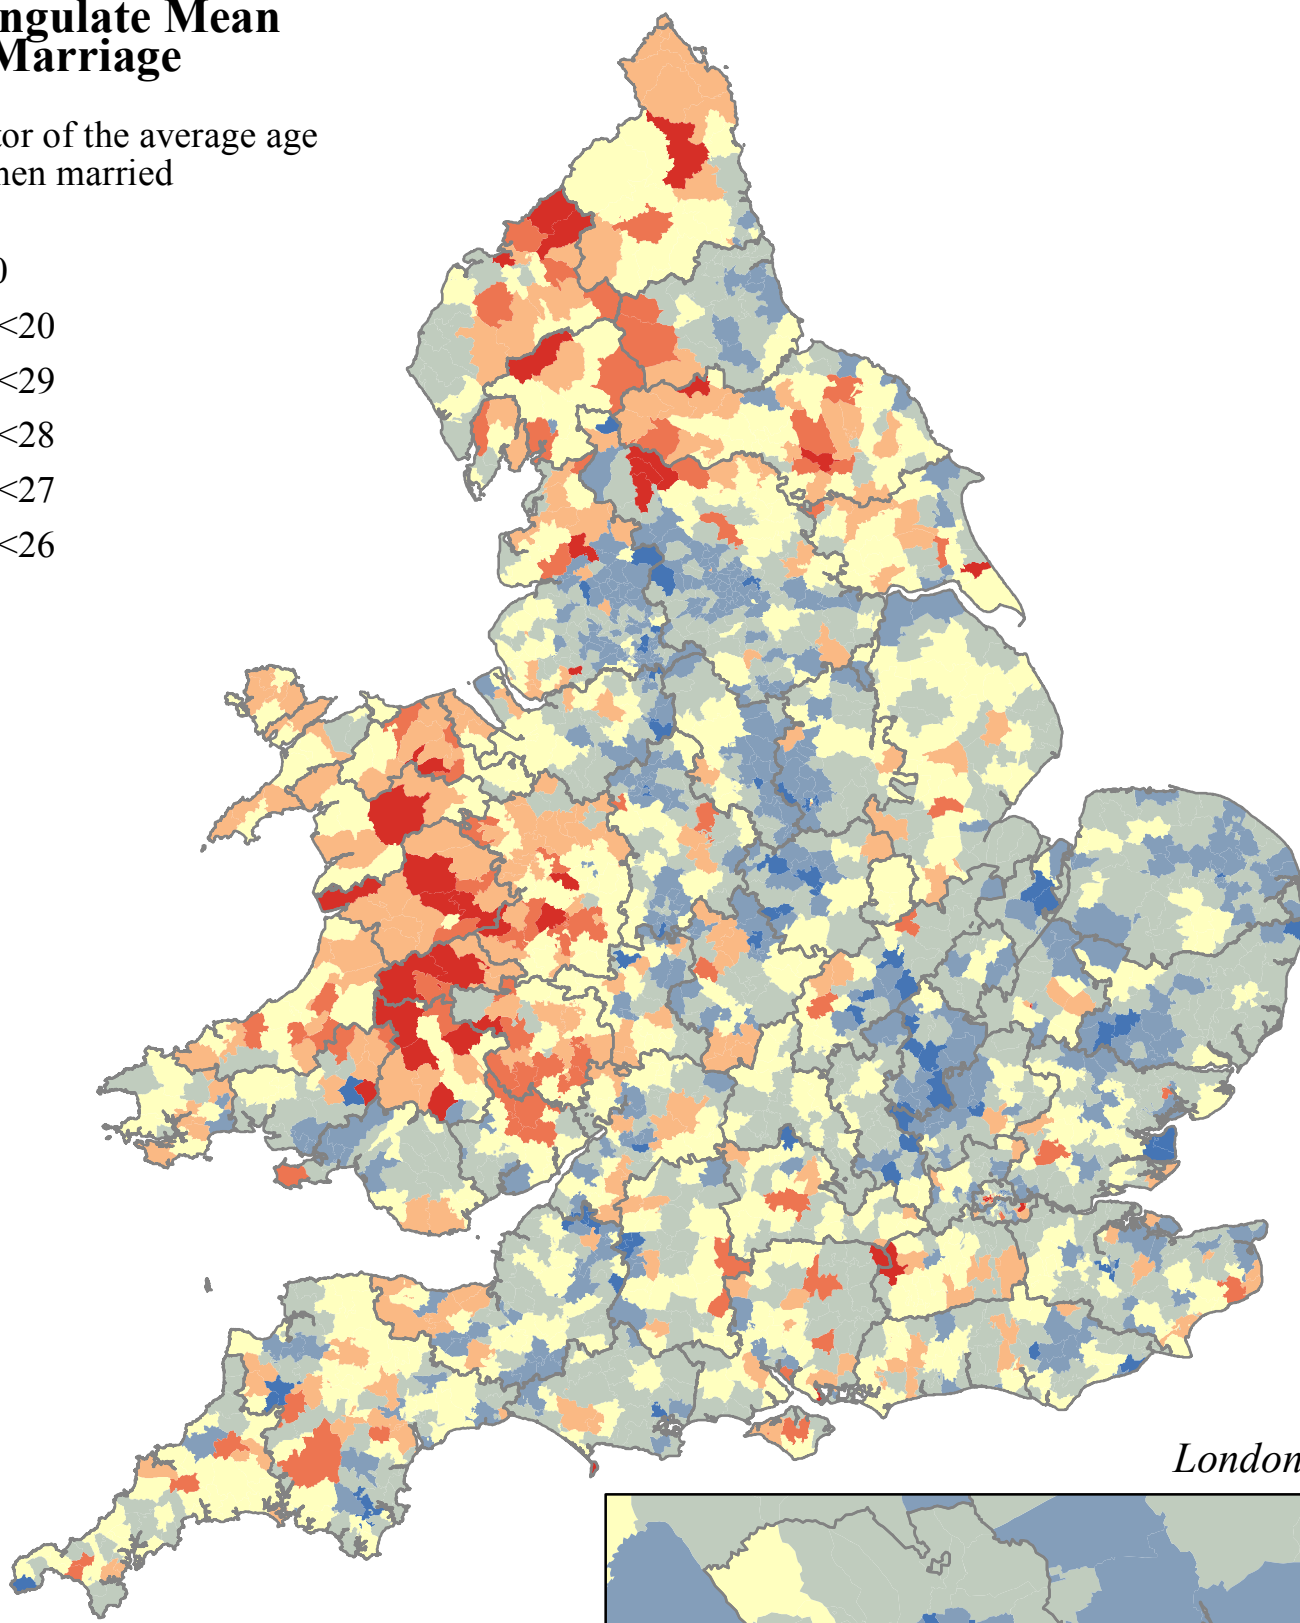 ngulate Mean
Marriage
tor of the average age
hen married
0
<20
<29
<28
<27
<26
London